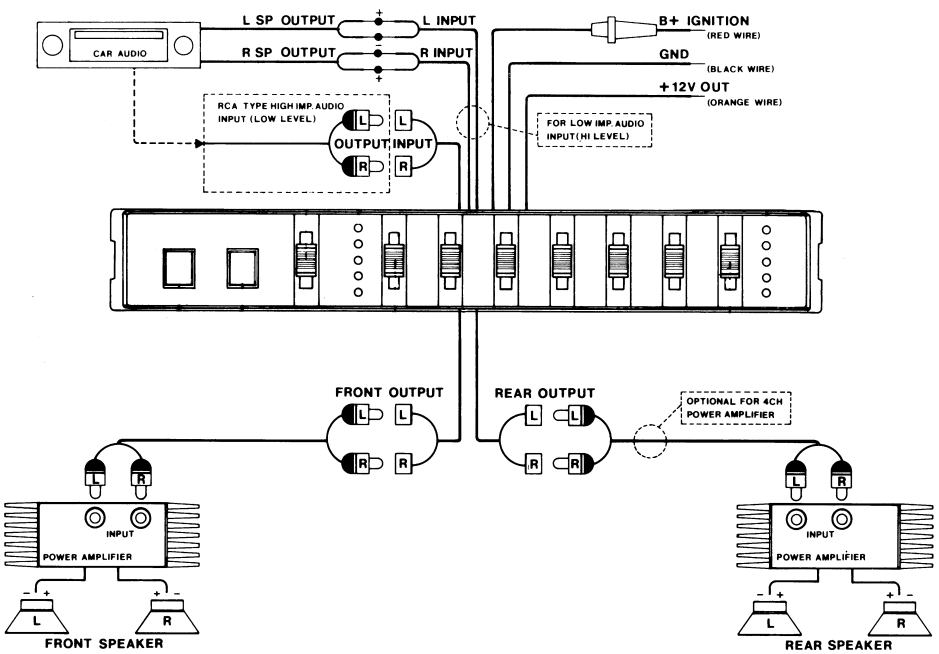 L SP OUTPUT
+
L INPUT
B+ IGNITION
(RED WIRE)
CAR AUDIO
R SP OUTPUT
−
R INPUT
+
GND
(BLACK WIRE)
+12V OUT
(ORANGE WIRE)
RCA TYPE HIGH IMP. AUDIO
INPUT (LOW LEVEL)
L
L
OUTPUT INPUT
R
R
FOR LOW IMP. AUDIO
INPUT (HI LEVEL)
FRONT OUTPUT
L
L
R
R
REAR OUTPUT
L
L
R
R
OPTIONAL FOR 4CH
POWER AMPLIFIER
L
R
INPUT
POWER AMPLIFIER
− +
+ −
L
R
FRONT SPEAKER
L
R
INPUT
POWER AMPLIFIER
− +
+ −
L
R
REAR SPEAKER